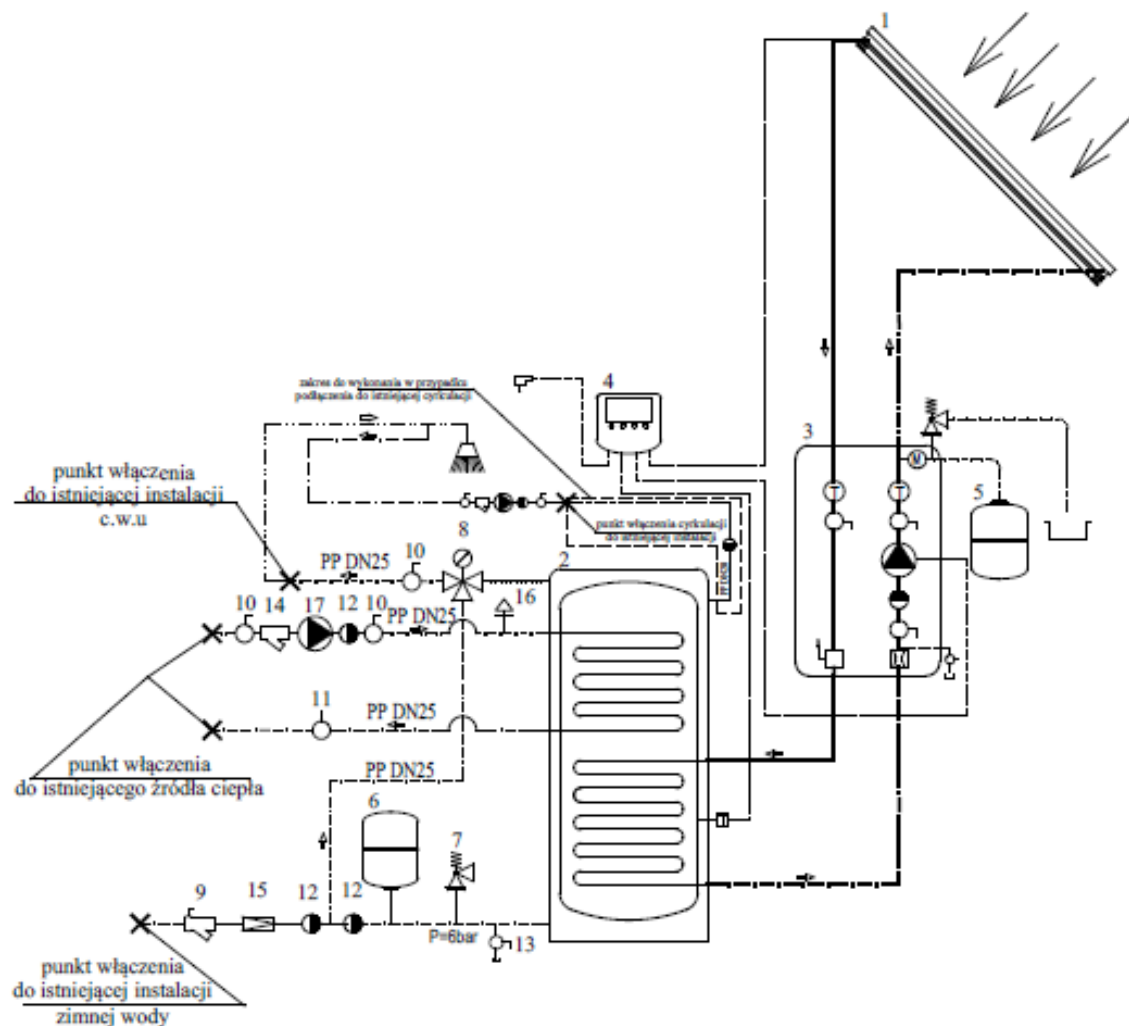 1
zakres do wykonania w przypadku
podłączenia do istniejącej cyrkulacji
4
3
M
5
T
T
punkt włączenia
do istniejącej instalacji
c.w.u
punkt włączenia cyrkulacji
do istniejącej instalacji
8
10
PP DN25
2
10
14
17
12
10
PP DN25
16
11
PP DN25
punkt włączenia
do istniejącego źródła ciepła
PP DN25
6
7
9
15
12
12
P=6bar
13
punkt włączenia
do istniejącej instalacji
zimnej wody